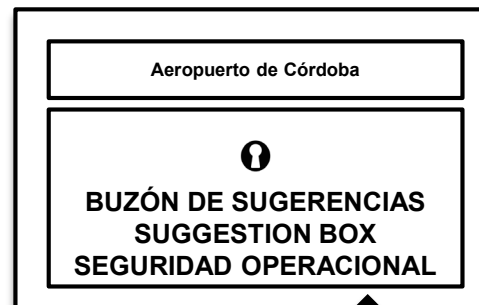 Aeropuerto de Córdoba
BUZÓN DE SUGERENCIAS
SUGGESTION BOX
SEGURIDAD OPERACIONAL